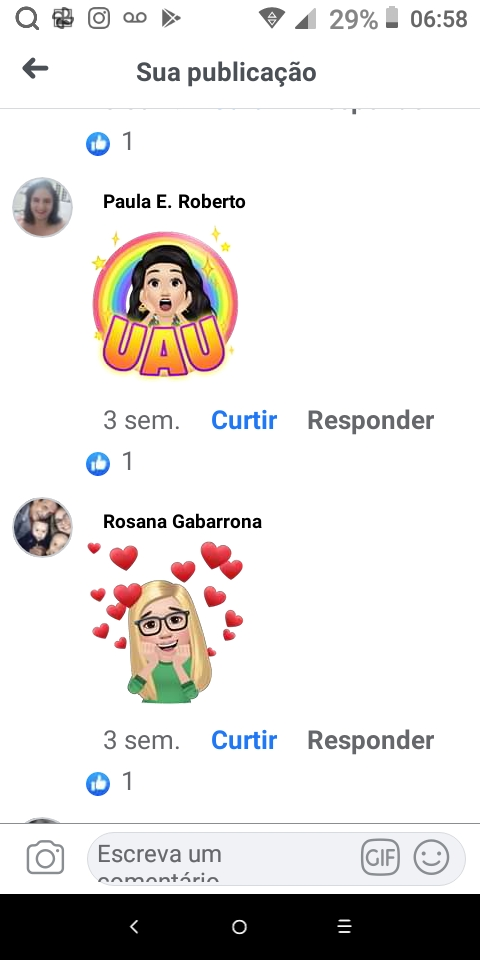 29% 06:58
Sua publicação
1
Paula E. Roberto
UAU
3 sem. Curtir Responder
1
Rosana Gabarrona
3 sem. Curtir Responder
1
Escreva um
comentário
GIF